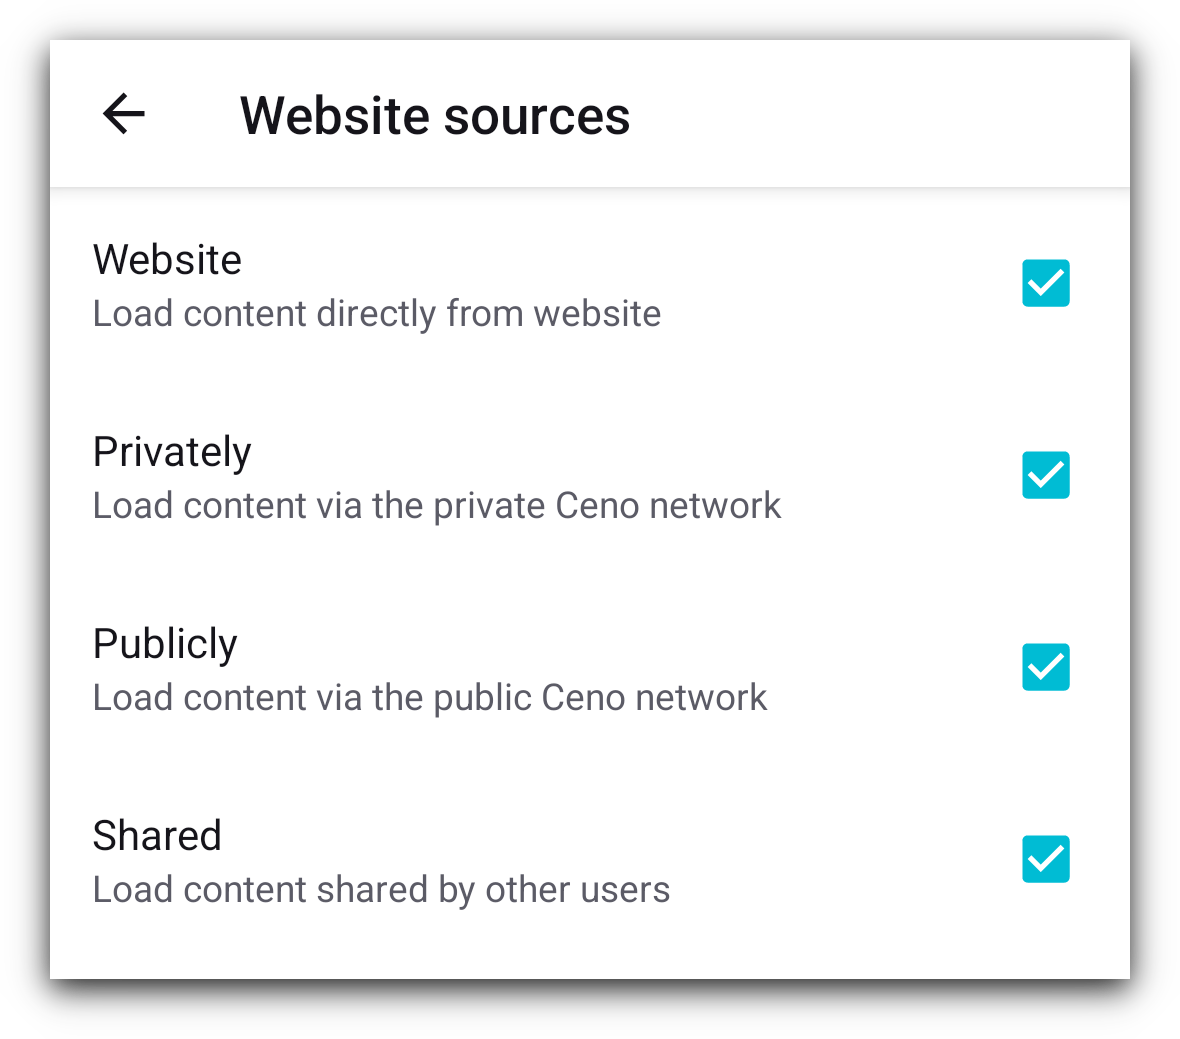 Website sources
Website
Load content directly from website
Privately
Load content via the private Ceno network
Publicly
Load content via the public Ceno network
Shared
Load content shared by other users